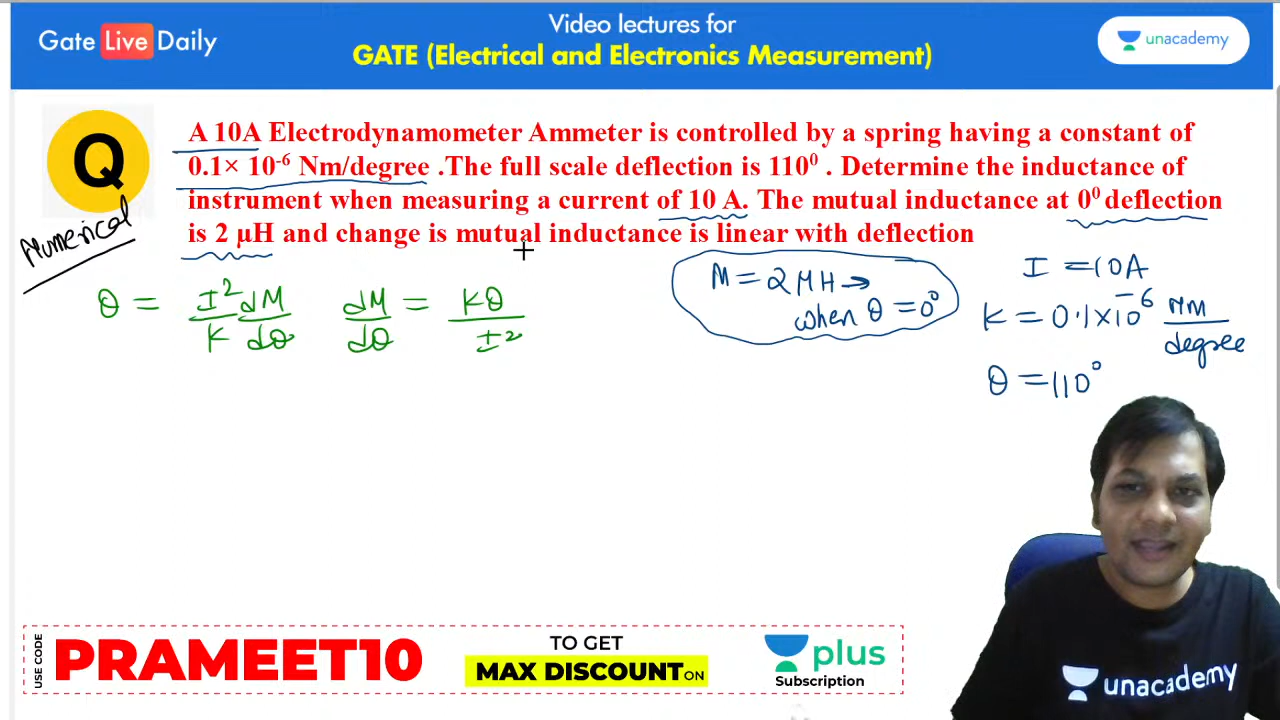 Gate Live Daily
Video lectures for
GATE (Electrical and Electronics Measurement)
unacademy
Q
A 10A Electrodynamometer Ammeter is controlled by a spring having a constant of
0.1× 10⁻⁶ Nm/degree .The full scale deflection is 110⁰ . Determine the inductance of
instrument when measuring a current of 10 A. The mutual inductance at 0⁰ deflection
is 2 µH and change is mutual inductance is linear with deflection
Numerical
θ = I²/K dM/dθ dM/dθ = Kθ/I²
M = 2 μH →
when θ = 0°
I = 10A
K = 0.1×10⁻⁶ NM/degree
θ = 110°
USE CODE
PRAMEET10
TO GET
MAX DISCOUNT ON
plus
Subscription
unacademy